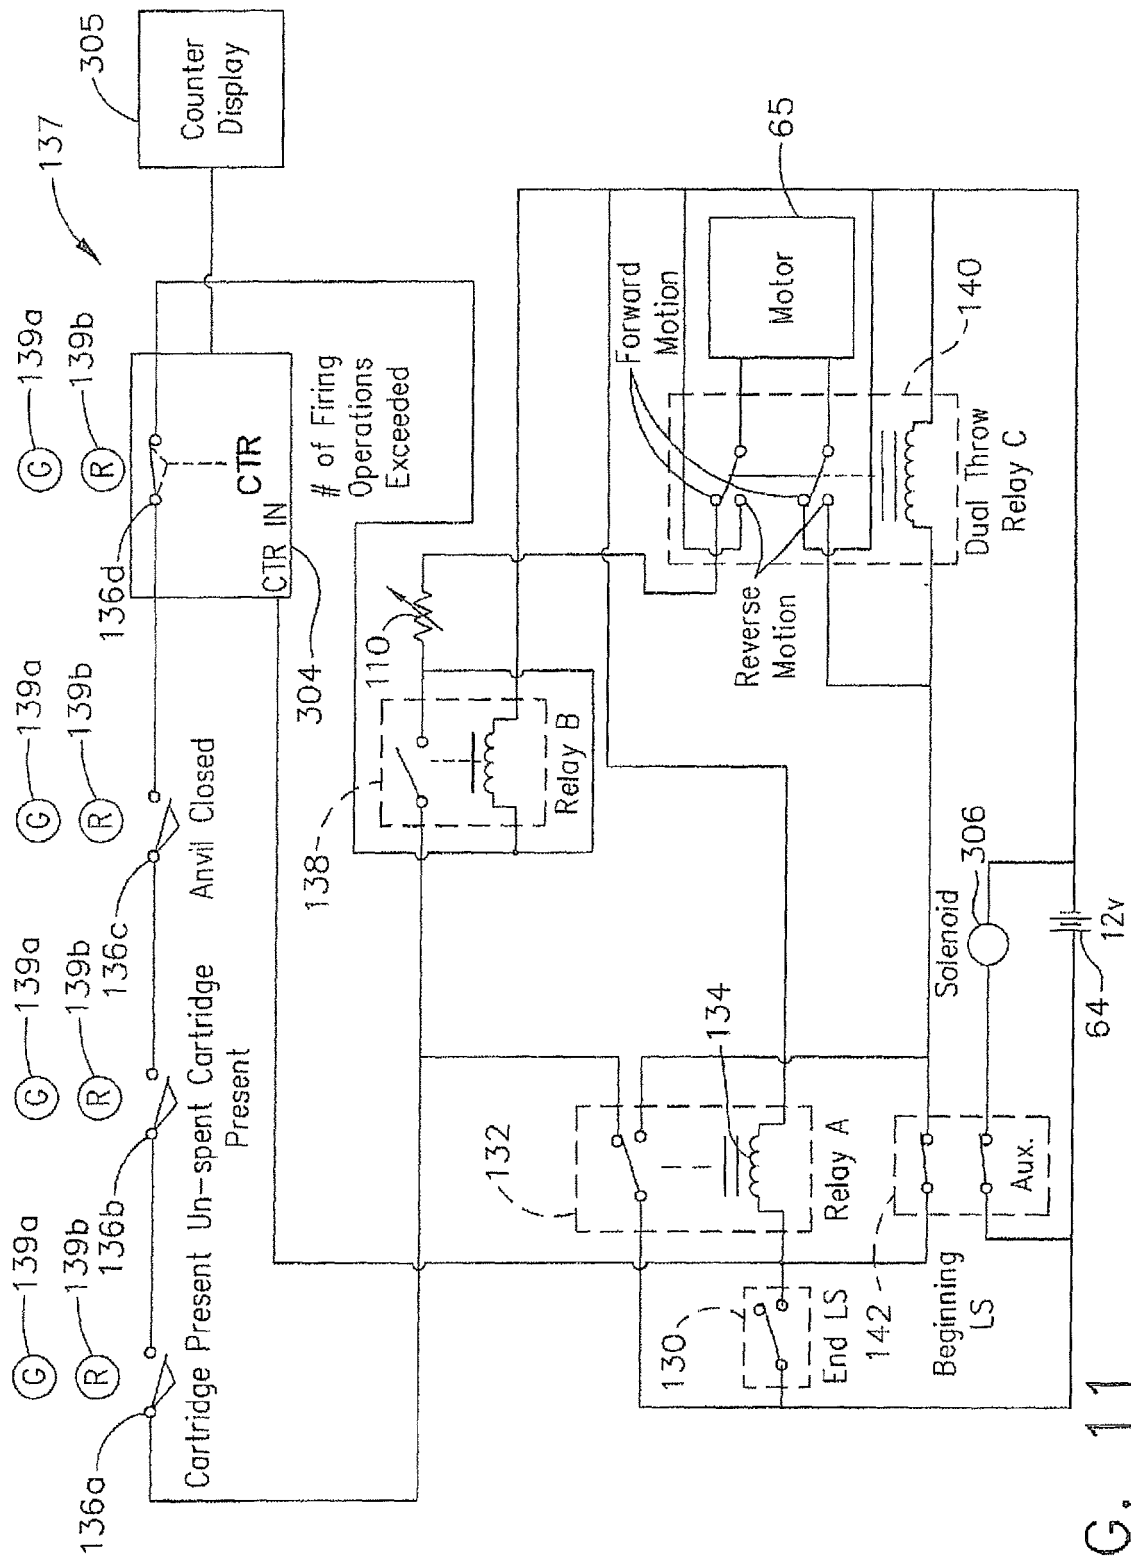 137
305
Counter
Display
G 139a
R 139b
G 139a
R 139b
G 139a
R 139b
G 139a
R 139b
136a
Cartridge Present
136b
Un-spent Cartridge
Present
136c
Anvil Closed
136d
CTR
CTR IN
304
# of Firing
Operations
Exceeded
138
110
Relay B
Forward
Motion
65
Motor
Reverse
Motion
140
Dual Throw
Relay C
132
134
Relay A
130
End LS
142
Beginning
LS
Aux.
Solenoid
306
64
12v
G. 11